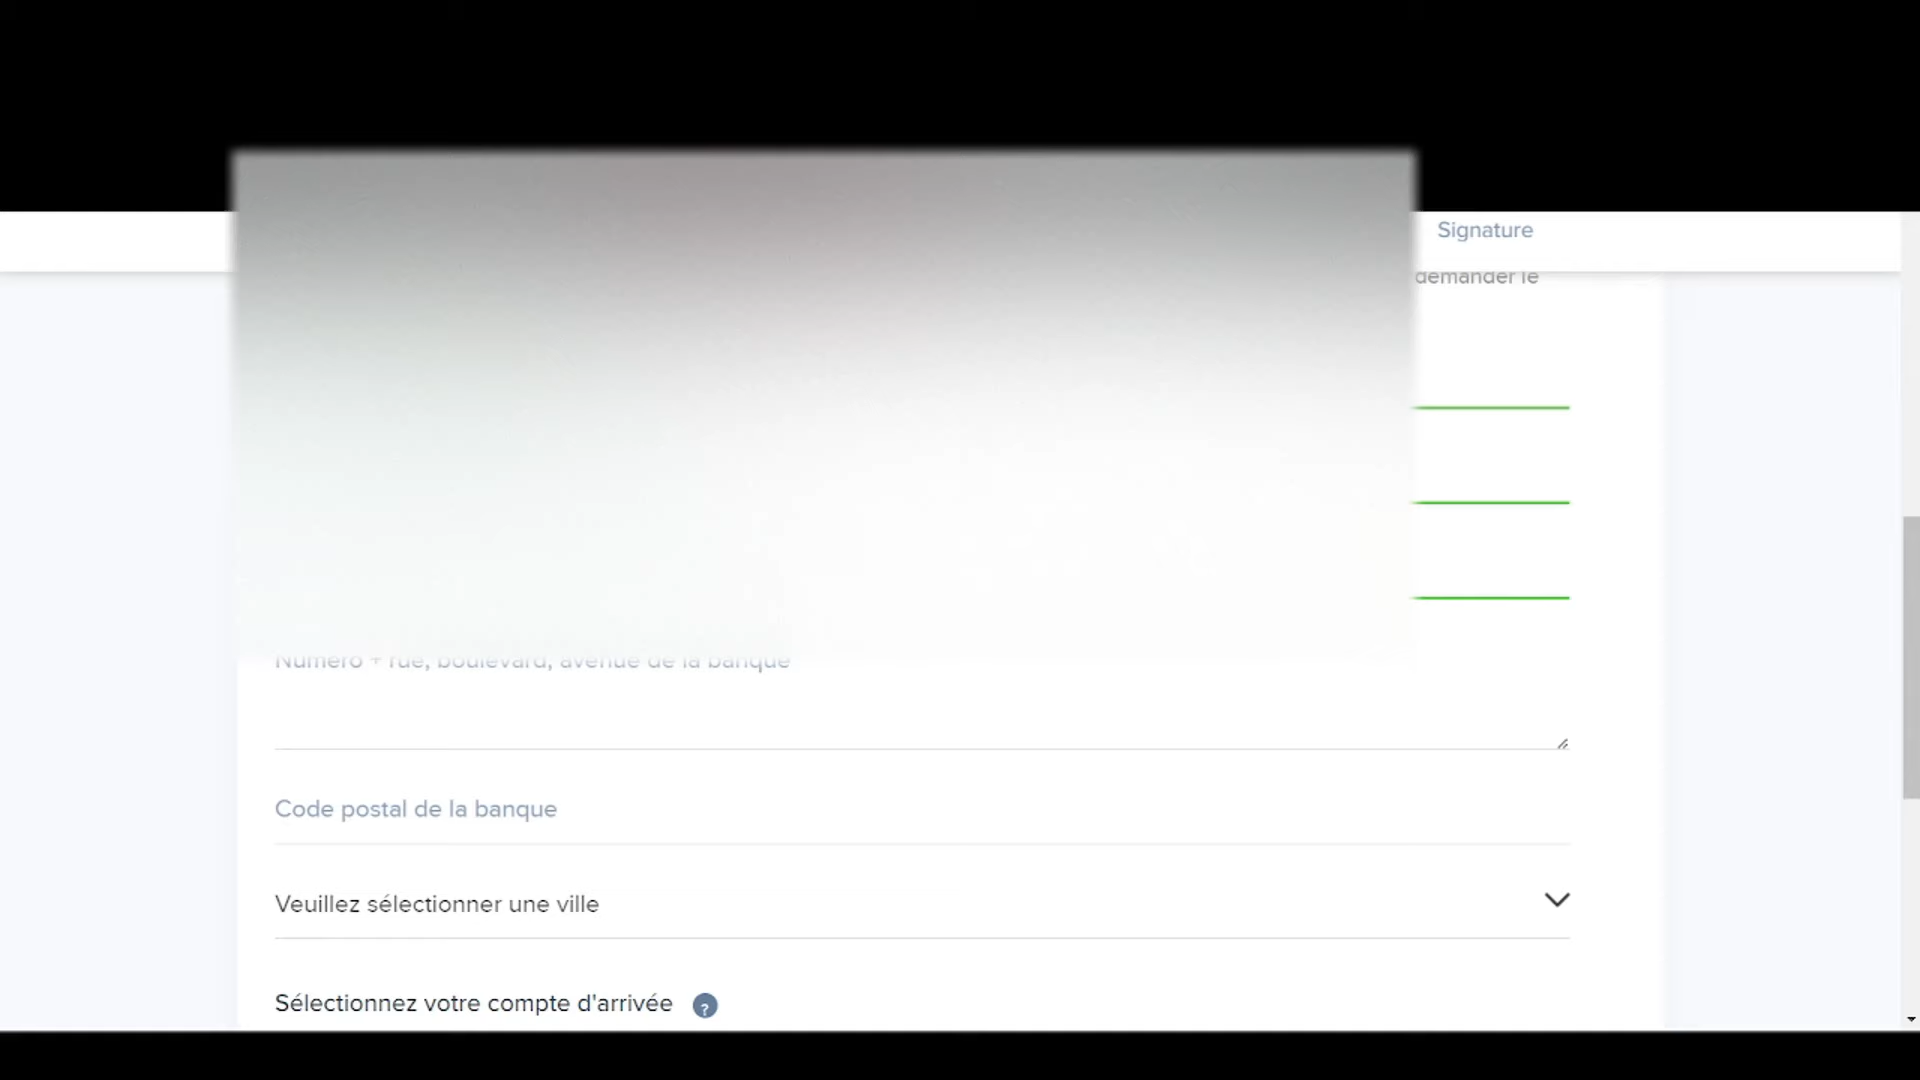 Signature
demander le
Numéro + rue, boulevard, avenue de la banque
Code postal de la banque
Veuillez sélectionner une ville
Sélectionnez votre compte d'arrivée ?